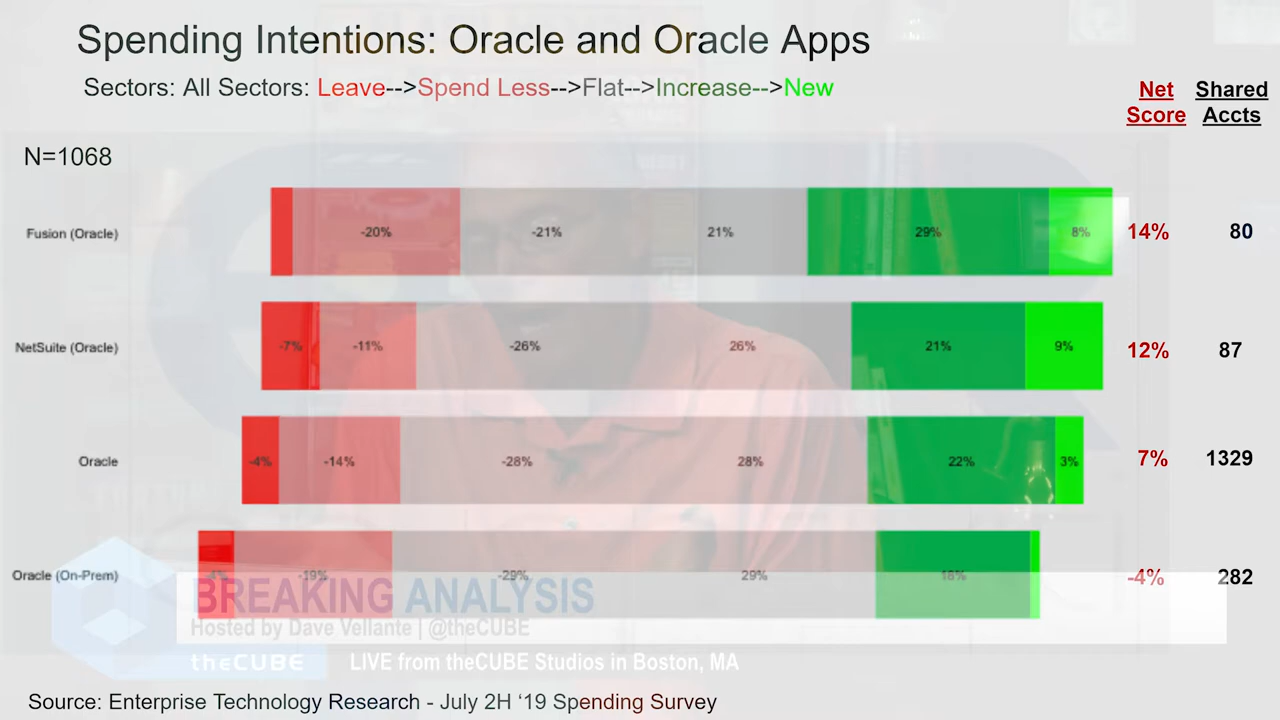 Spending Intentions: Oracle and Oracle Apps
Sectors: All Sectors: Leave-->Spend Less-->Flat-->Increase-->New
Net Score
Shared Accts
N=1068
Fusion (Oracle) -20% -21% 21% 29% 8% 14% 80
NetSuite (Oracle) -7% -11% -26% 26% 21% 9% 12% 87
Oracle -4% -14% -28% 28% 22% 3% 7% 1329
Oracle (On-Prem) -4% -19% -29% 29% 18% -4% 282
BREAKING ANALYSIS
Hosted by Dave Vellante | @theCUBE
theCUBE LIVE from theCUBE Studios in Boston, MA
Source: Enterprise Technology Research - July 2H ‘19 Spending Survey